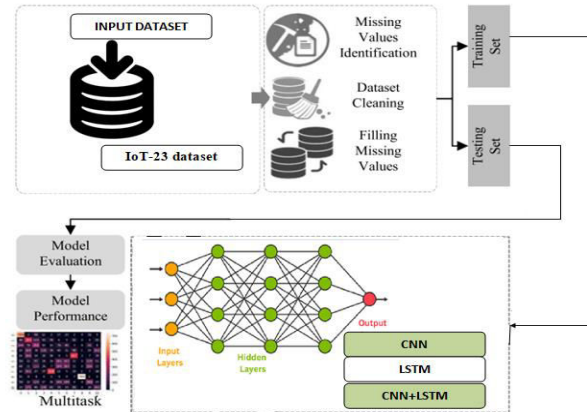 INPUT DATASET
IoT-23 dataset
Missing
Values
Identification
Dataset
Cleaning
Filling
Missing
Values
Training
Set
Testing
Set
Model
Evaluation
Model
Performance
Multitask
Input
Layers
Hidden
Layers
Output
CNN
LSTM
CNN+LSTM